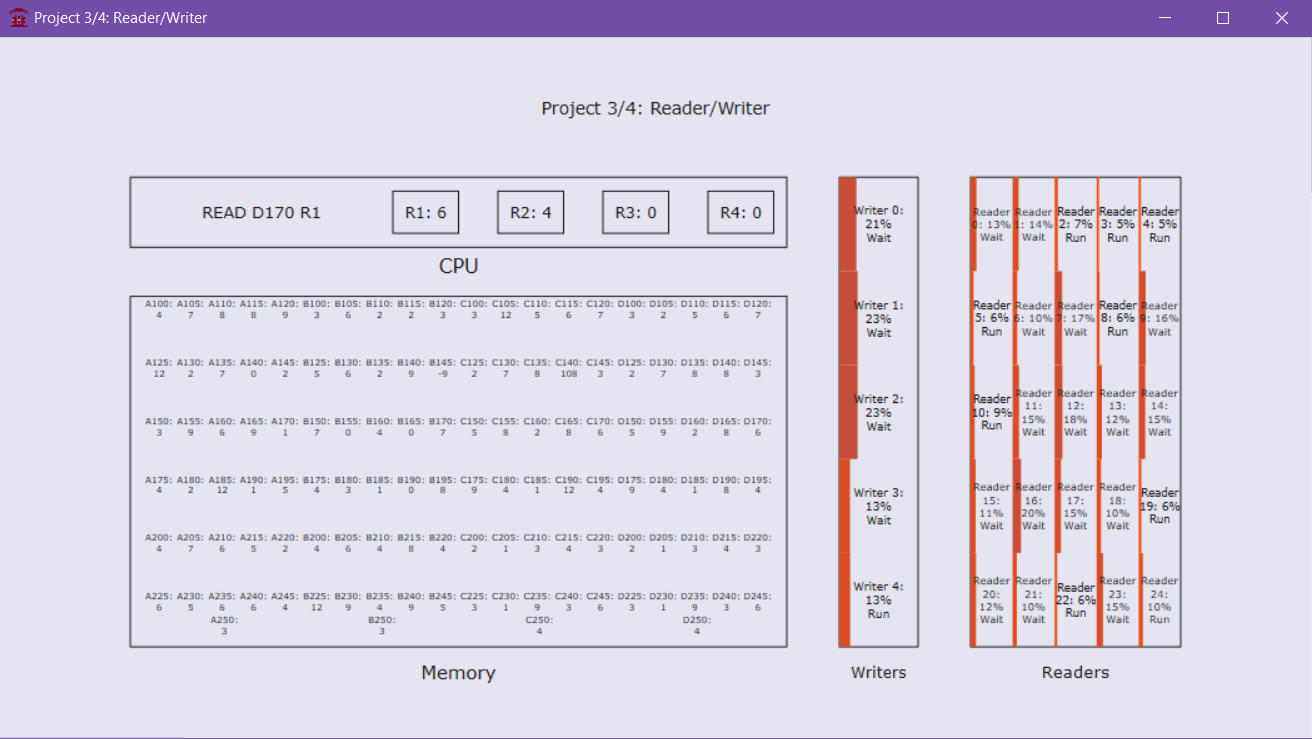 Project 3/4: Reader/Writer
Project 3/4: Reader/Writer
READ D170 R1 R1: 6 R2: 4 R3: 0 R4: 0
CPU
A100: A105: A110: A115: A120: B100: B105: B110: B115: B120: C100: C105: C110: C115: C120: D100: D105: D110: D115: D120:
4 7 8 8 9 3 6 2 2 3 3 12 5 6 7 3 2 5 6 7
A125: A130: A135: A140: A145: B125: B130: B135: B140: B145: C125: C130: C135: C140: C145: D125: D130: D135: D140: D145:
12 2 7 0 2 5 6 2 9 -9 2 7 8 108 3 2 7 8 8 3
A150: A155: A160: A165: A170: B150: B155: B160: B165: B170: C150: C155: C160: C165: C170: D150: D155: D160: D165: D170:
3 9 6 9 1 7 0 4 0 7 5 8 2 8 6 5 9 2 8 6
A175: A180: A185: A190: A195: B175: B180: B185: B190: B195: C175: C180: C185: C190: C195: D175: D180: D185: D190: D195:
4 2 12 1 5 4 3 1 0 8 9 4 1 12 4 9 4 1 8 4
A200: A205: A210: A215: A220: B200: B205: B210: B215: B220: C200: C205: C210: C215: C220: D200: D205: D210: D215: D220:
4 7 6 5 2 4 6 4 8 4 2 1 3 4 3 2 1 3 4 3
A225: A230: A235: A240: A245: B225: B230: B235: B240: B245: C225: C230: C235: C240: C245: D225: D230: D235: D240: D245:
6 5 6 6 4 12 9 4 9 5 3 1 9 3 6 3 1 9 3 6
A250: B250: C250: D250:
3 3 4 4
Memory
Writer 0:
21%
Wait
Writer 1:
23%
Wait
Writer 2:
23%
Wait
Writer 3:
13%
Wait
Writer 4:
13%
Run
Writers
Reader Reader Reader Reader Reader
0: 13% 1: 14% 2: 7% 3: 5% 4: 5%
Wait Wait Run Run Run
Reader Reader Reader Reader Reader
5: 6% 6: 10% 7: 17% 8: 6% 9: 16%
Run Wait Wait Run Wait
Reader
10: 9%
Run
Reader Reader Reader Reader
11: 12: 13: 14:
15% 18% 12% 15%
Wait Wait Wait Wait
Reader Reader Reader Reader
15: 16: 17: 18:
11% 20% 15% 10%
Wait Wait Wait Wait
Reader
19: 6%
Run
Reader Reader
20: 21:
12% 10%
Wait Wait
Reader
22: 6%
Run
Reader Reader
23: 24:
15% 10%
Wait Run
Readers